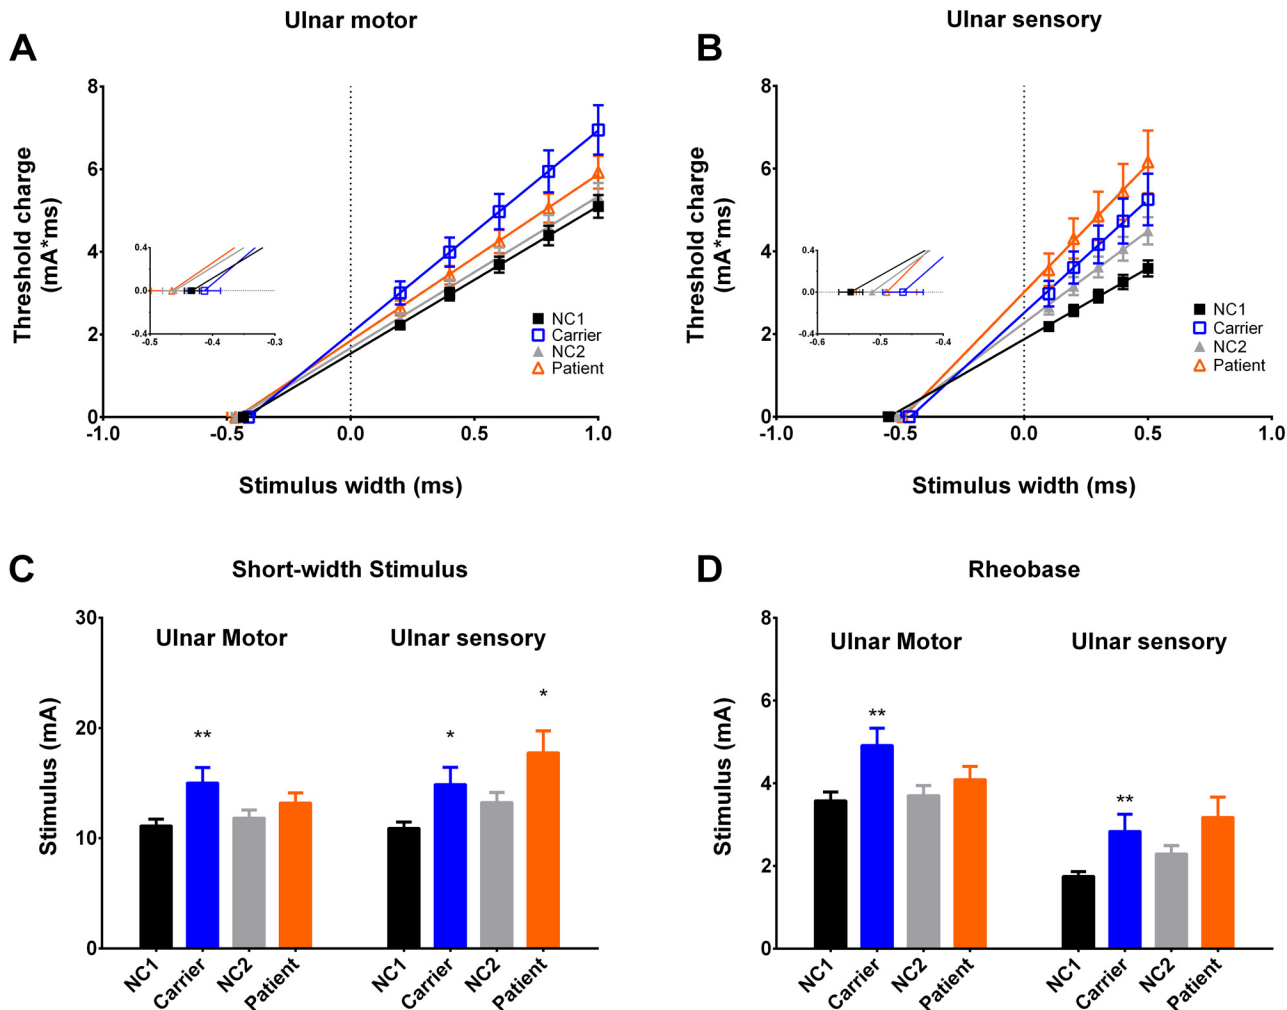 Ulnar motor
A
Threshold charge
(mA*ms)
8
6
4
2
0
0.4
0.0
-0.4
-0.5
-0.4
-0.3
NC1
Carrier
NC2
Patient
-1.0
-0.5
0.0
0.5
1.0
Stimulus width (ms)
Ulnar sensory
B
Threshold charge
(mA*ms)
8
6
4
2
0
0.4
0.0
-0.4
-0.6
-0.5
-0.4
NC1
Carrier
NC2
Patient
-1.0
-0.5
0.0
0.5
1.0
Stimulus width (ms)
C
Short-width Stimulus
Stimulus (mA)
30
20
10
0
Ulnar Motor
Ulnar sensory
**
*
*
NC1
Carrier
NC2
Patient
NC1
Carrier
NC2
Patient
D
Rheobase
Stimulus (mA)
8
6
4
2
0
Ulnar Motor
Ulnar sensory
**
**
NC1
Carrier
NC2
Patient
NC1
Carrier
NC2
Patient